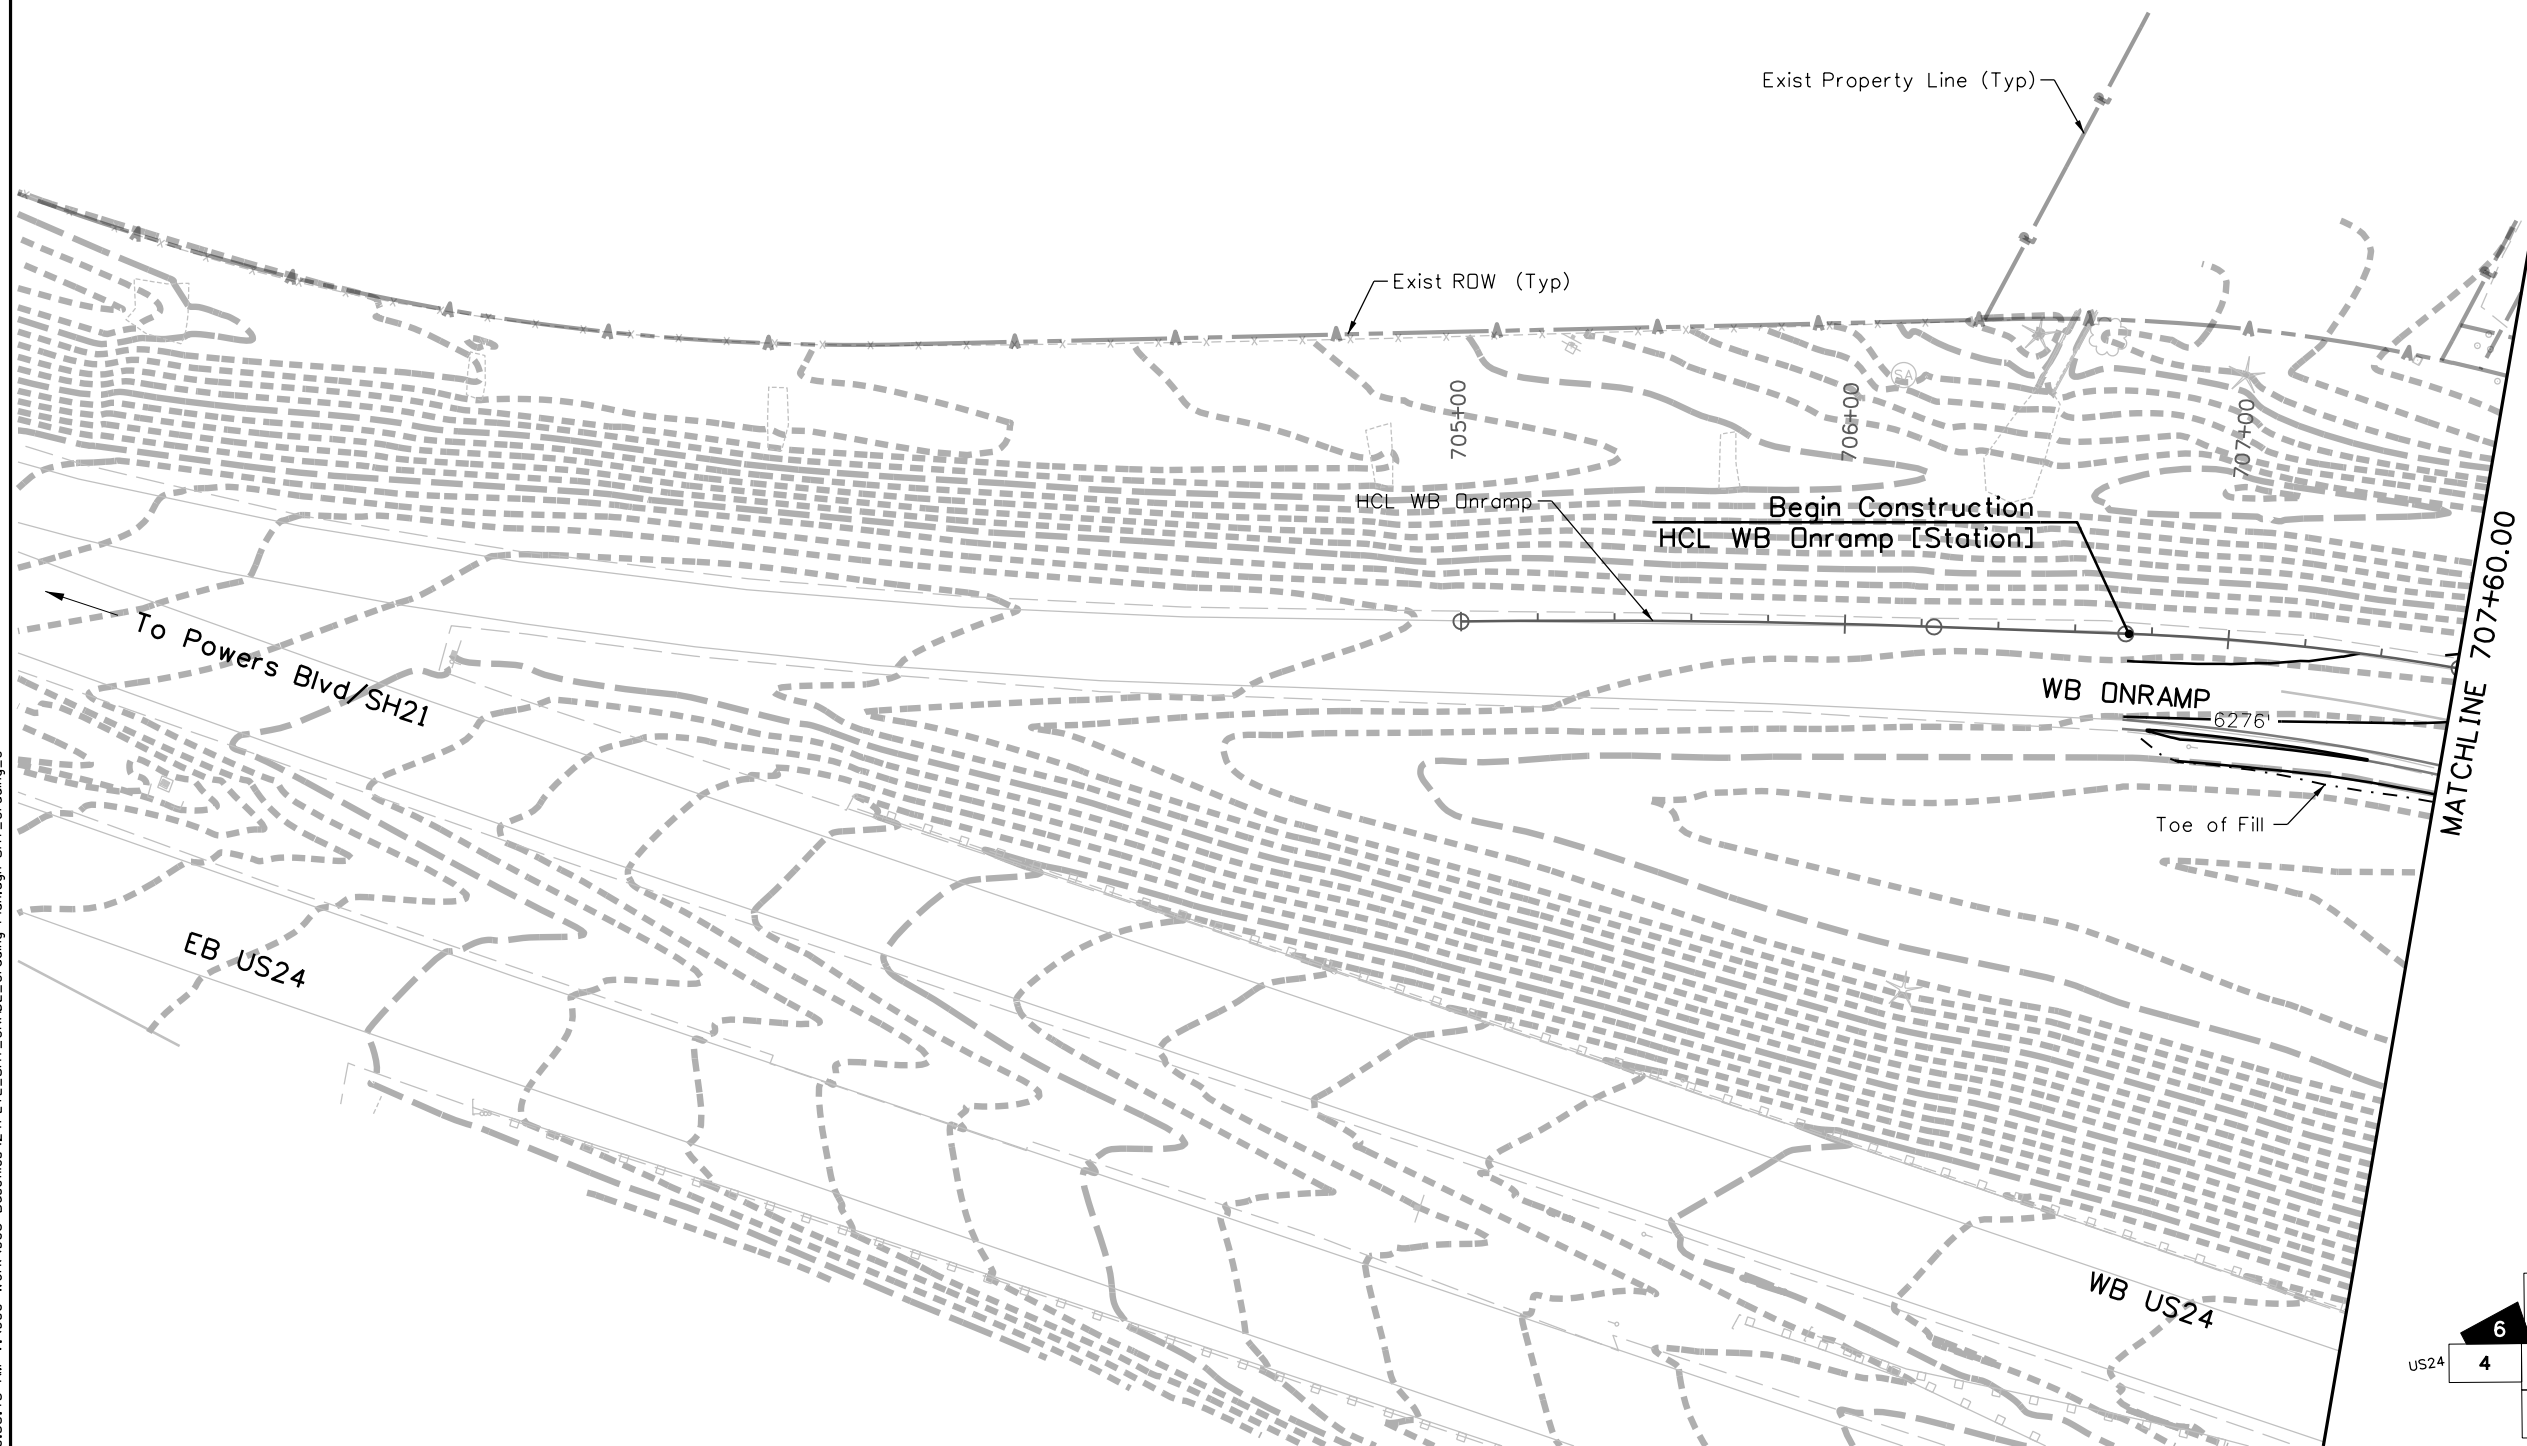 Exist Property Line (Typ)
Exist ROW (Typ)
SA
705+00
706+00
707+00
HCL WB Onramp
Begin Construction
HCL WB Onramp [Station]
MATCHLINE 707+60.00
To Powers Blvd/SH21
WB ONRAMP
6276'
Toe of Fill
EB US24
WB US24
6
US24
4